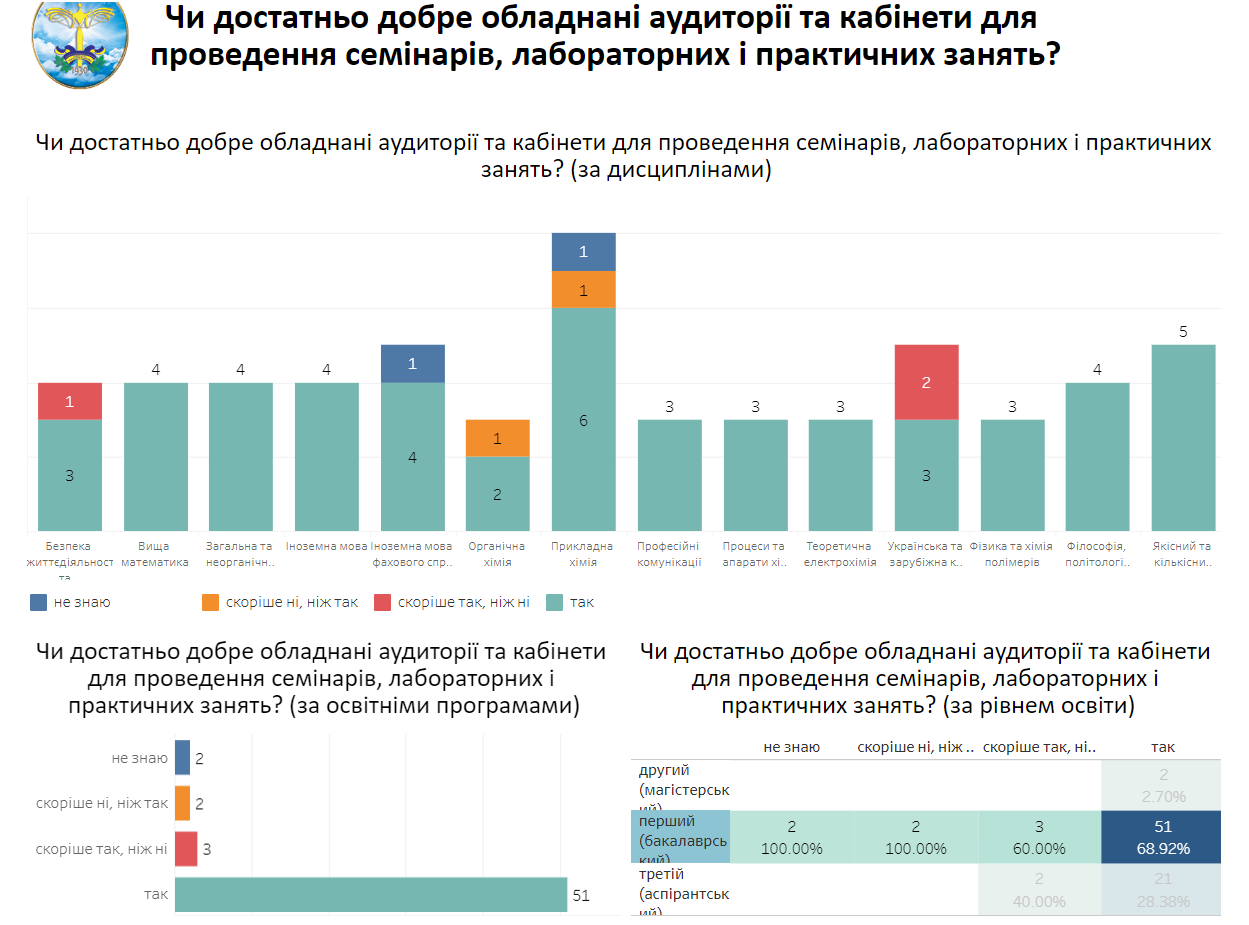 Чи достатньо добре обладнані аудиторії та кабінети для
проведення семінарів, лабораторних і практичних занять?
1930
Чи достатньо добре обладнані аудиторії та кабінети для проведення семінарів, лабораторних і практичних
занять? (за дисциплінами)
1
1
5
1
4 4 4 1 2 4
1 3 3 3 3
6
3 4 2 3
Безпека Вища Загальна та Іноземна мова Іноземна мова Органічна Прикладна Професійні Процеси та Теоретична Українська та Фізика та хімія Філософія, Якісний та
життєдіяльност математика неорганічн.. фахового спр.. хімія хімія комунікації апарати хі.. електрохімія зарубіжна к.. полімерів політологі.. кількісни..
та
не знаю скоріше ні, ніж так скоріше так, ніж ні так
Чи достатньо добре обладнані аудиторії та кабінети
для проведення семінарів, лабораторних і
практичних занять? (за освітніми програмами)
не знаю 2
скоріше ні, ніж так 2
скоріше так, ніж ні 3
так 51
Чи достатньо добре обладнані аудиторії та кабінети
для проведення семінарів, лабораторних і
практичних занять? (за рівнем освіти)
не знаю скоріше ні, ніж .. скоріше так, ні.. так
другий
(магістерськ
ий)
2
2.70%
перший
(бакалаврсь
кий)
2 2 3 51
100.00% 100.00% 60.00% 68.92%
третій
(аспірантськ
ий)
2 21
40.00% 28.38%